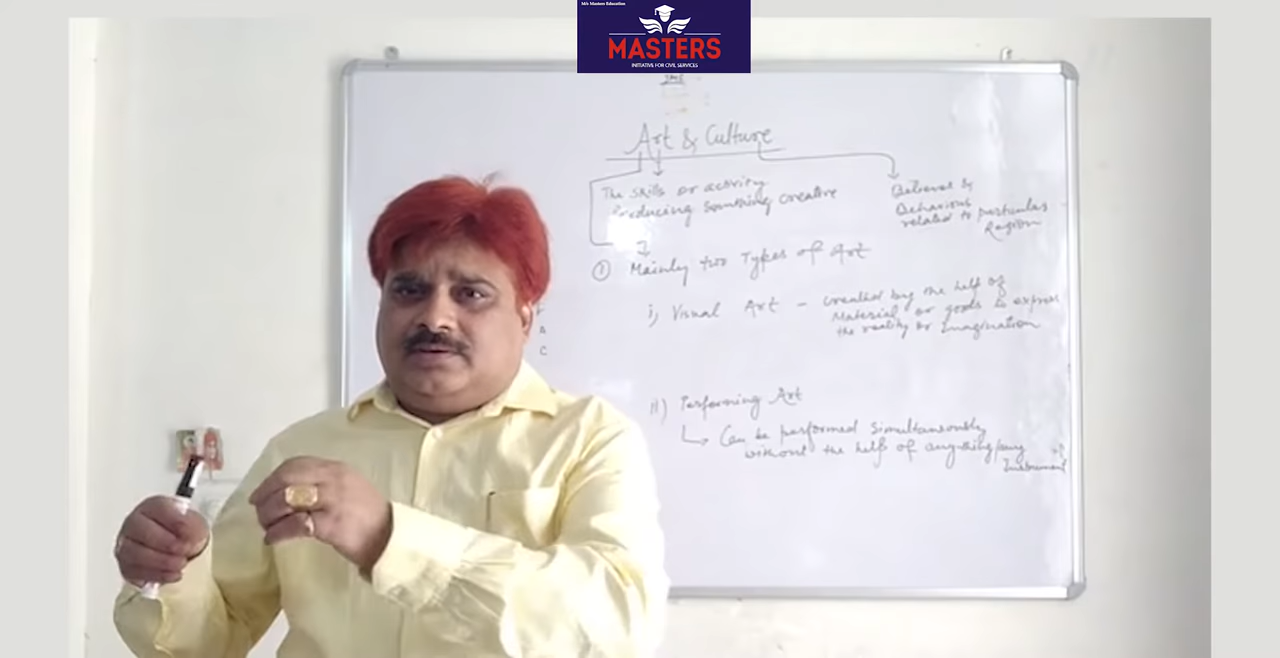 M/s Masters Education
MASTERS
INITIATIVE FOR CIVIL SERVICES
Art & Culture
The skills or activity
Producing something creative
Behaviour
related to particular
Region
① Mainly two Types of Art
i) Visual Art – created by the help of
Material or goods to express
the reality or Imagination
A
C
ii) Performing Art
↳ Can be performed simultaneously
without the help of anything/any
Instrument